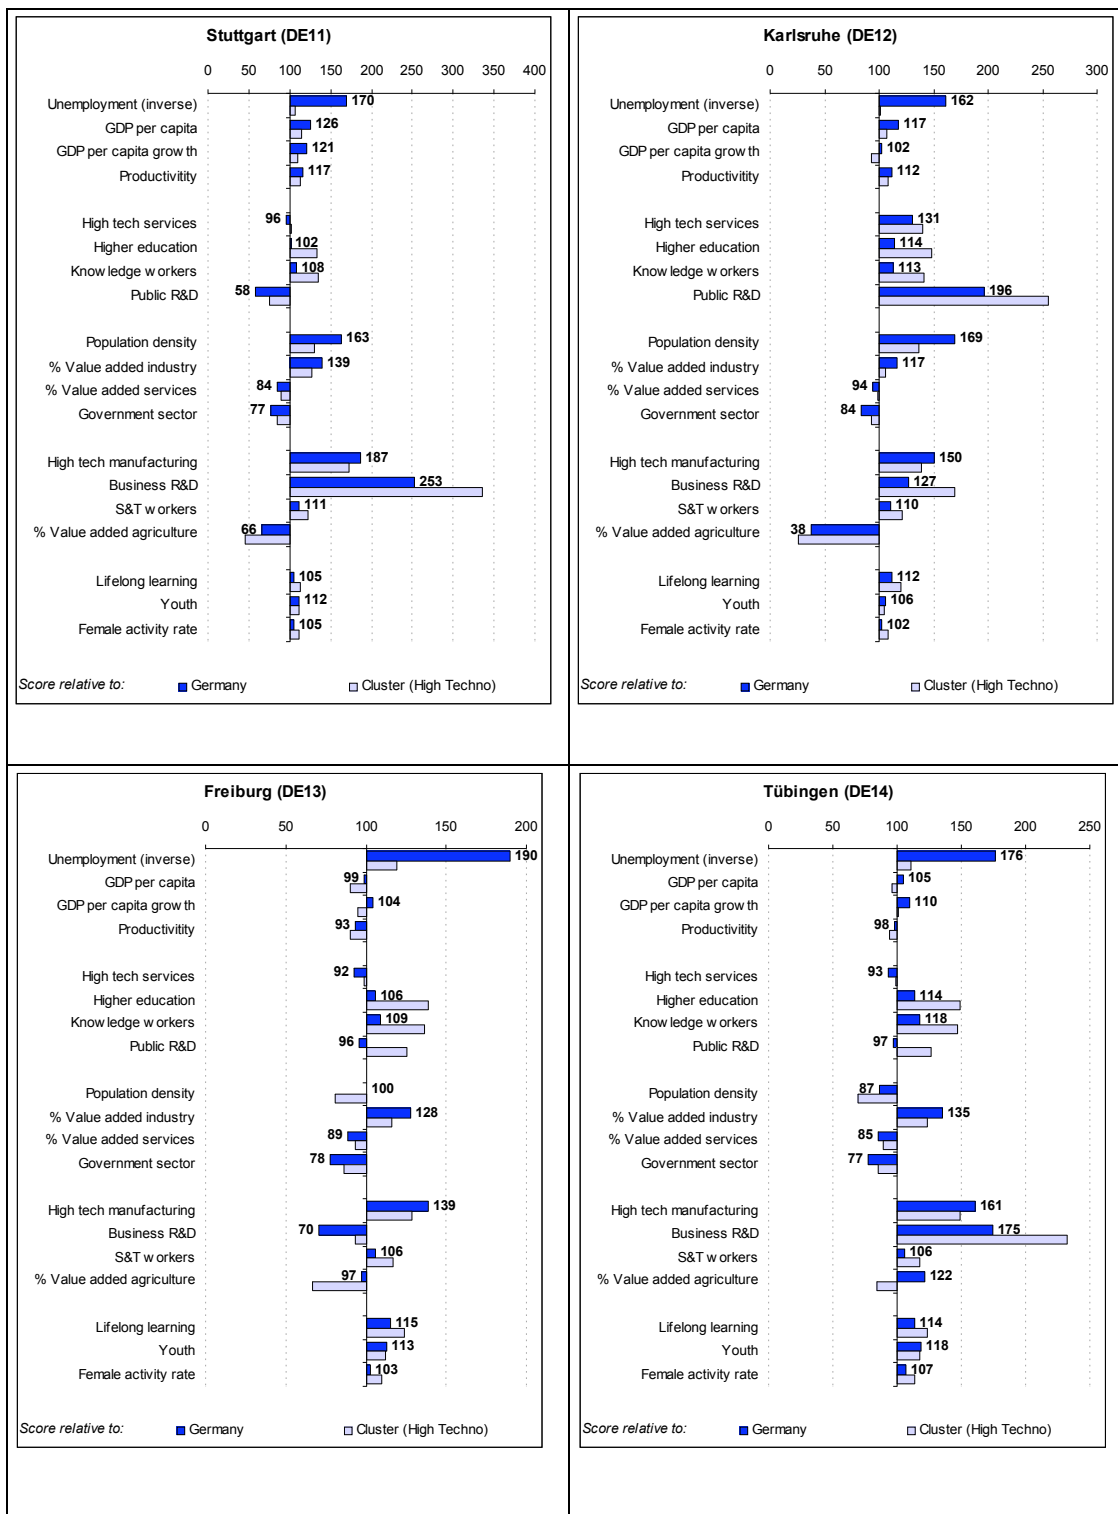 Stuttgart (DE11)
0 50 100 150 200 250 300 350 400
Unemployment (inverse) 170
GDP per capita 126
GDP per capita growth 121
Productivitity 117
High tech services 96
Higher education 102
Knowledge workers 108
Public R&D 58
Population density 163
% Value added industry 139
% Value added services 84
Government sector 77
High tech manufacturing 187
Business R&D 253
S&T workers 111
% Value added agriculture 66
Lifelong learning 105
Youth 112
Female activity rate 105
Score relative to: Germany Cluster (High Techno)
Karlsruhe (DE12)
0 50 100 150 200 250 300
Unemployment (inverse) 162
GDP per capita 117
GDP per capita growth 102
Productivitity 112
High tech services 131
Higher education 114
Knowledge workers 113
Public R&D 196
Population density 169
% Value added industry 117
% Value added services 94
Government sector 84
High tech manufacturing 150
Business R&D 127
S&T workers 110
% Value added agriculture 38
Lifelong learning 112
Youth 106
Female activity rate 102
Score relative to: Germany Cluster (High Techno)
Freiburg (DE13)
0 50 100 150 200
Unemployment (inverse) 190
GDP per capita 99
GDP per capita growth 104
Productivitity 93
High tech services 92
Higher education 106
Knowledge workers 109
Public R&D 96
Population density 100
% Value added industry 128
% Value added services 89
Government sector 78
High tech manufacturing 139
Business R&D 70
S&T workers 106
% Value added agriculture 97
Lifelong learning 115
Youth 113
Female activity rate 103
Score relative to: Germany Cluster (High Techno)
Tübingen (DE14)
0 50 100 150 200 250
Unemployment (inverse) 176
GDP per capita 105
GDP per capita growth 110
Productivitity 98
High tech services 93
Higher education 114
Knowledge workers 118
Public R&D 97
Population density 87
% Value added industry 135
% Value added services 85
Government sector 77
High tech manufacturing 161
Business R&D 175
S&T workers 106
% Value added agriculture 122
Lifelong learning 114
Youth 118
Female activity rate 107
Score relative to: Germany Cluster (High Techno)